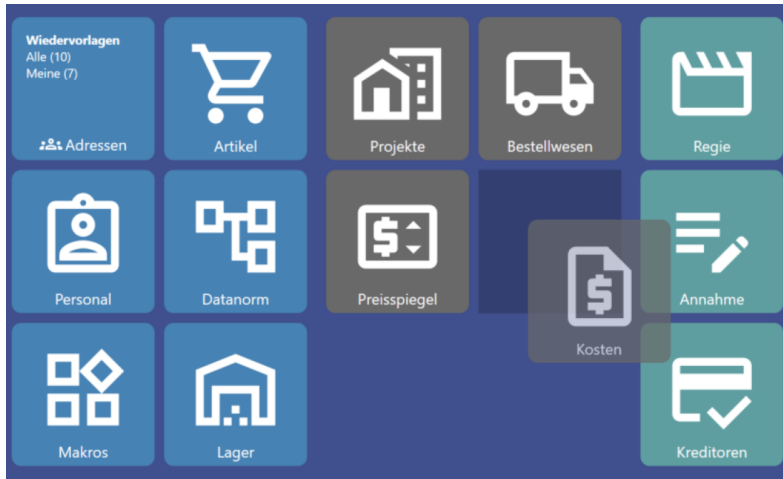 Wiedervorlagen
Alle (10)
Meine (7)
Adressen
Artikel
Projekte
Bestellwesen
Regie
Personal
Datanorm
Preisspiegel
Kosten
Annahme
Makros
Lager
Kreditoren